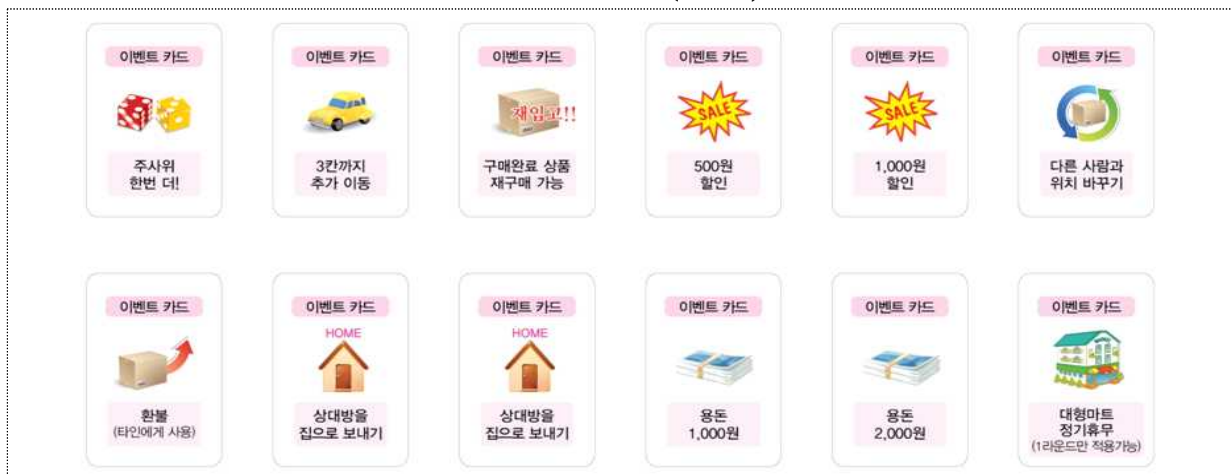 이벤트 카드
주사위
한번 더!
이벤트 카드
3칸까지
추가 이동
이벤트 카드
재입고!!
구매완료 상품
재구매 가능
이벤트 카드
SALE
500원
할인
이벤트 카드
SALE
1,000원
할인
이벤트 카드
다른 사람과
위치 바꾸기
이벤트 카드
환불
(타인에게 사용)
이벤트 카드
HOME
상대방을
집으로 보내기
이벤트 카드
HOME
상대방을
집으로 보내기
이벤트 카드
용돈
1,000원
이벤트 카드
용돈
2,000원
이벤트 카드
대형마트
정기휴무
(1라운드만 적용가능)